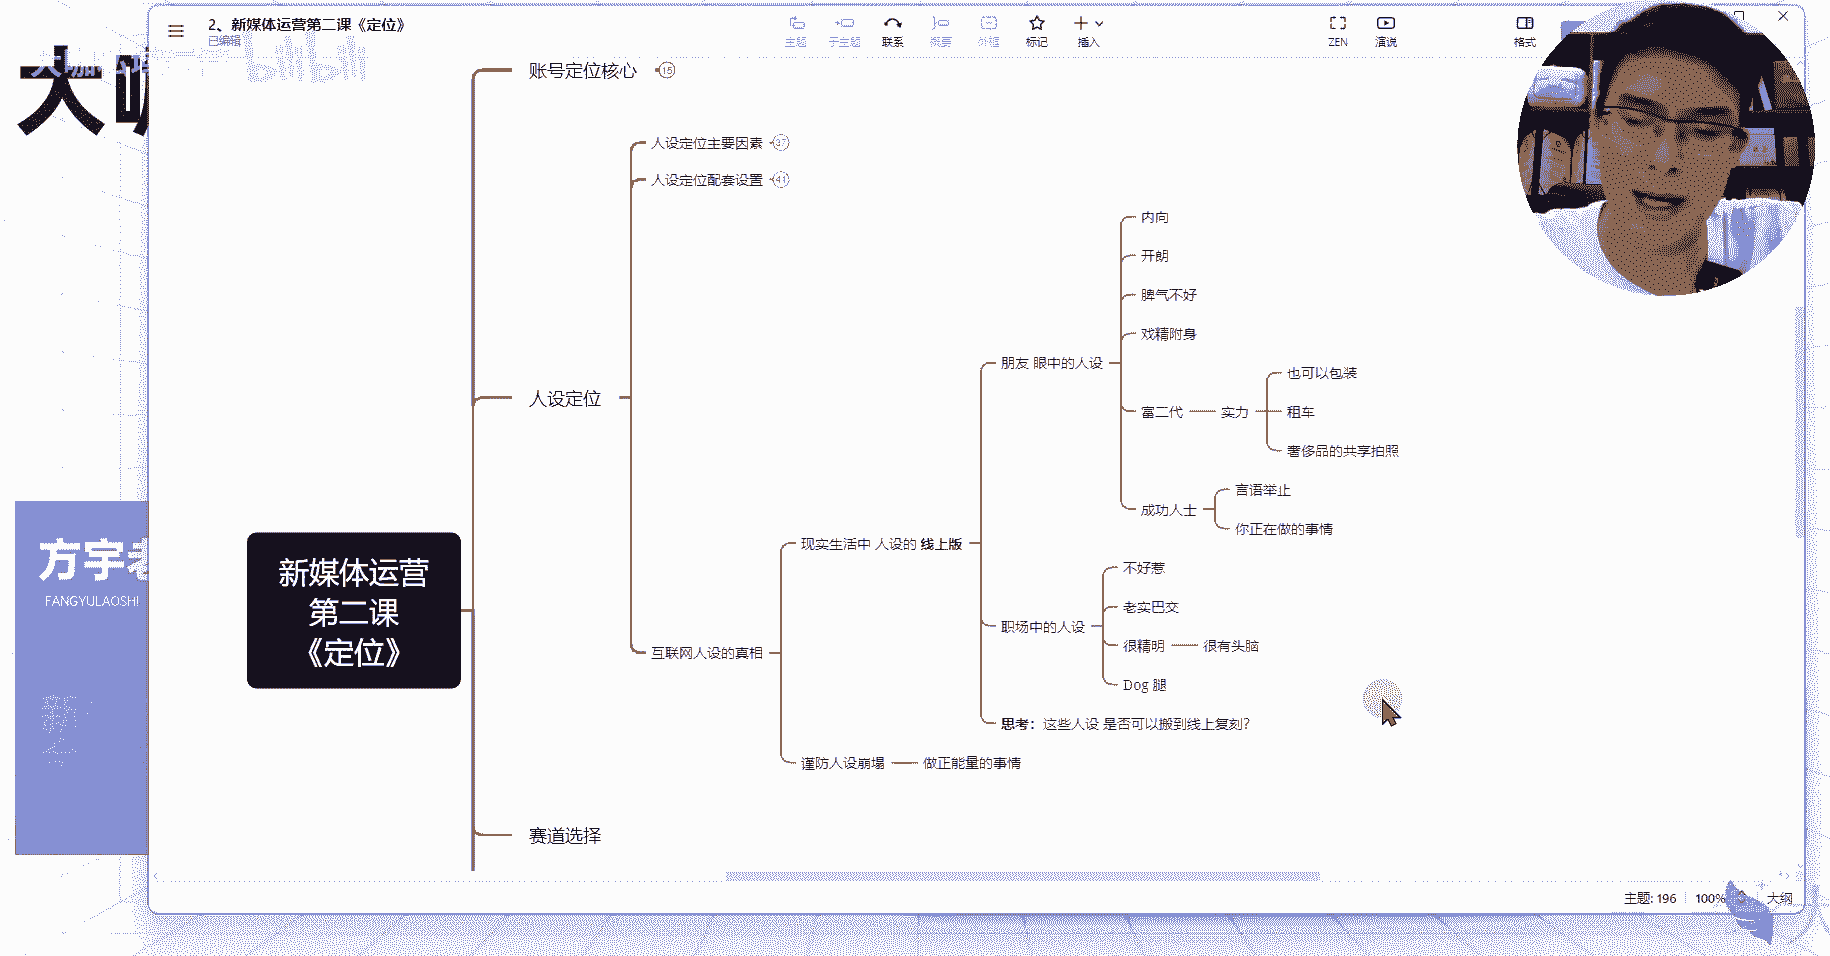 2、新媒体运营第二课《定位》
已编辑
主题
子主题
联系
概要
外框
标记
插入
ZEN
演说
格式
bilibili
方宇老
FANGYULAOSHI
新媒体运营
第二课
《定位》
账号定位核心
15
人设定位
人设定位主要因素
37
人设定位配套设置
41
互联网人设的真相
现实生活中 人设的 线上版
朋友 眼中的人设
内向
开朗
脾气不好
戏精附身
富二代
实力
也可以包装
租车
奢侈品的共享拍照
成功人士
言语举止
你正在做的事情
职场中的人设
不好惹
老实巴交
很精明
很有头脑
Dog 腿
思考：这些人设 是否可以搬到线上复刻？
谨防人设崩塌
做正能量的事情
赛道选择
主题: 196
100%
大纲